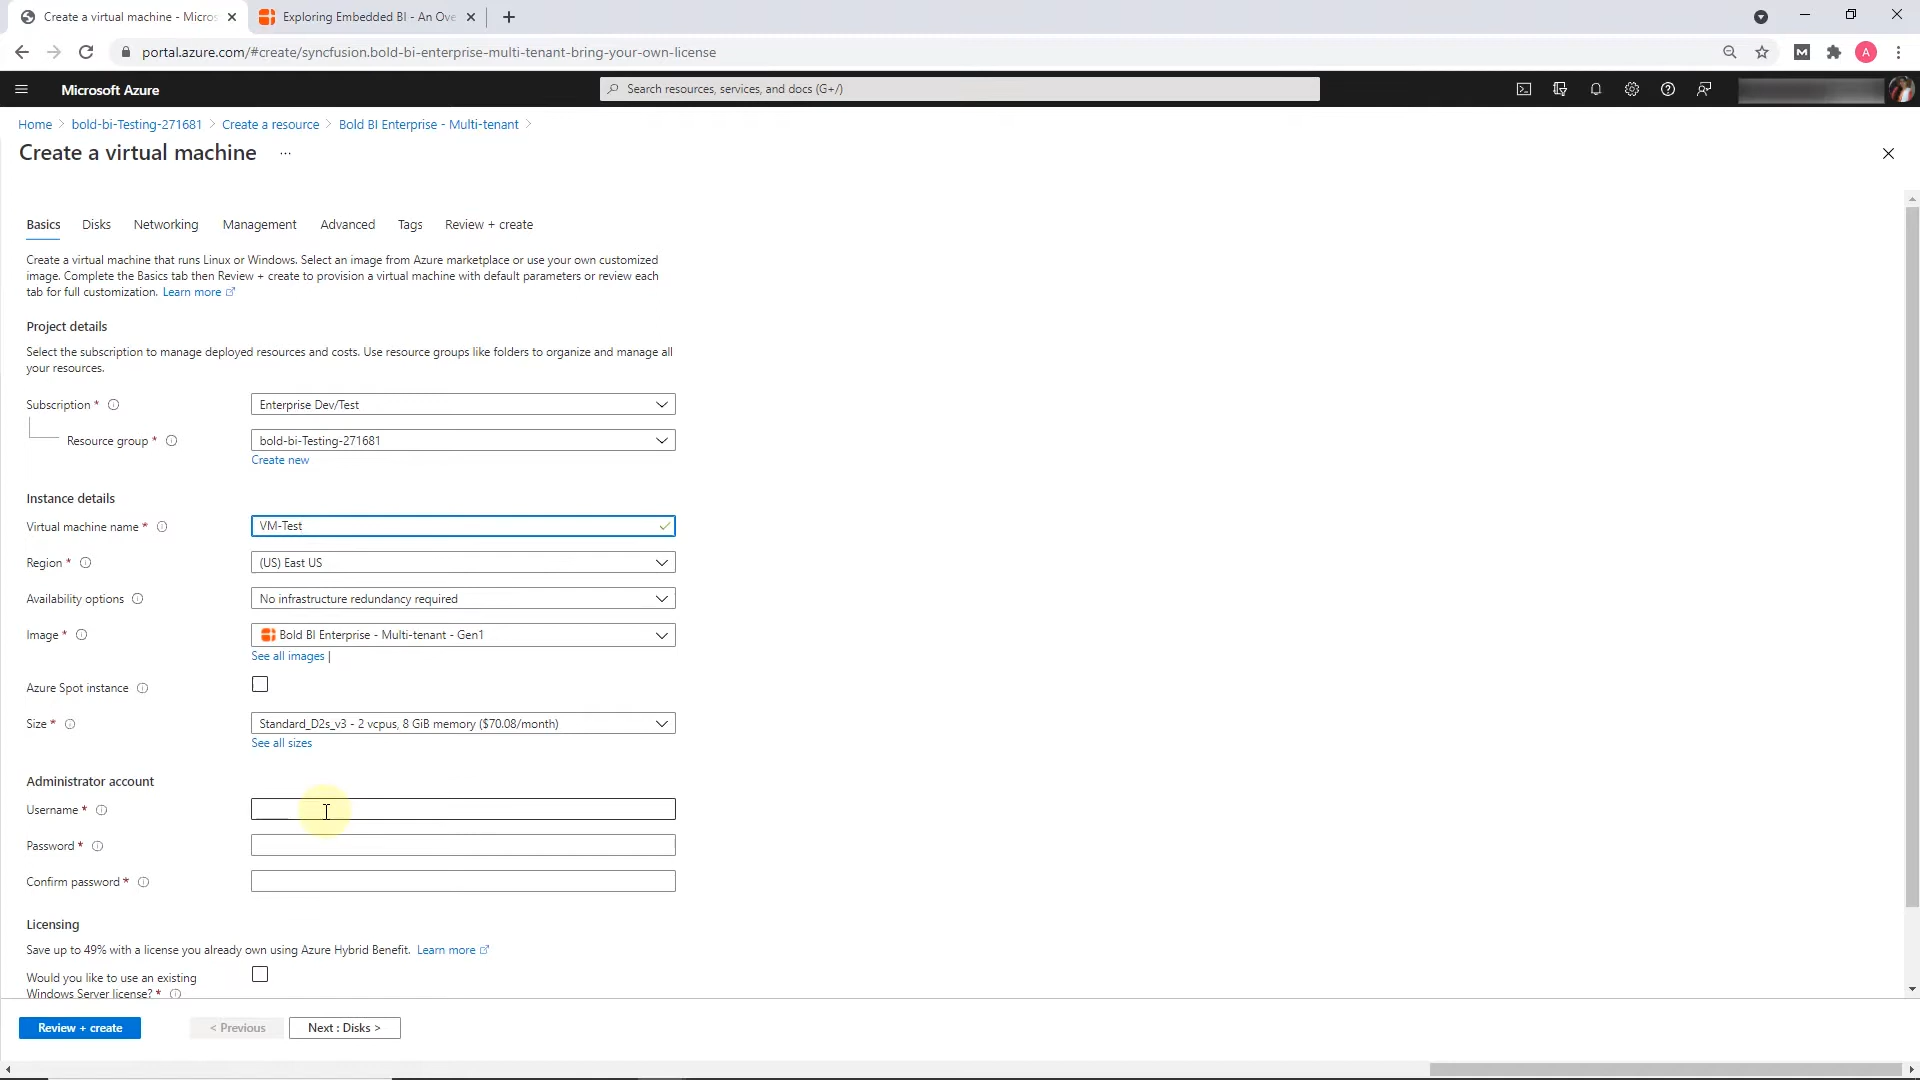 Create a virtual machine - Micros
Exploring Embedded BI - An Ove
portal.azure.com/#create/syncfusion.bold-bi-enterprise-multi-tenant-bring-your-own-license
M
A
Microsoft Azure
Search resources, services, and docs (G+/)
Home > bold-bi-Testing-271681 > Create a resource > Bold BI Enterprise - Multi-tenant >
Create a virtual machine ...
Basics Disks Networking Management Advanced Tags Review + create
Create a virtual machine that runs Linux or Windows. Select an image from Azure marketplace or use your own customized
image. Complete the Basics tab then Review + create to provision a virtual machine with default parameters or review each
tab for full customization. Learn more
Project details
Select the subscription to manage deployed resources and costs. Use resource groups like folders to organize and manage all
your resources.
Subscription * Enterprise Dev/Test
Resource group * bold-bi-Testing-271681
Create new
Instance details
Virtual machine name * VM-Test
Region * (US) East US
Availability options No infrastructure redundancy required
Image * Bold BI Enterprise - Multi-tenant - Gen1
See all images |
Azure Spot instance
Size * Standard_D2s_v3 - 2 vcpus, 8 GiB memory ($70.08/month)
See all sizes
Administrator account
Username *
Password *
Confirm password *
Licensing
Save up to 49% with a license you already own using Azure Hybrid Benefit. Learn more
Would you like to use an existing
Windows Server license? *
Review + create < Previous Next : Disks >